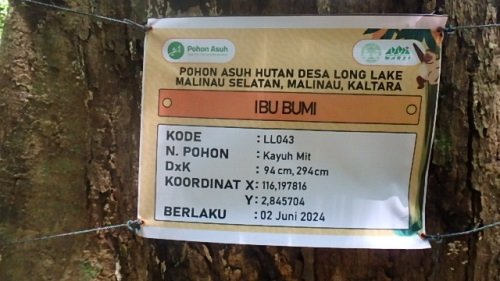 Pohon Asuh
WARSI
POHON ASUH HUTAN DESA LONG LAKE
MALINAU SELATAN, MALINAU, KALTARA
IBU BUMI
KODE : LL043
N. POHON : Kayuh Mit
DxK : 94 cm, 294cm
KOORDINAT X : 116,197816
Y : 2,845704
BERLAKU : 02 Juni 2024